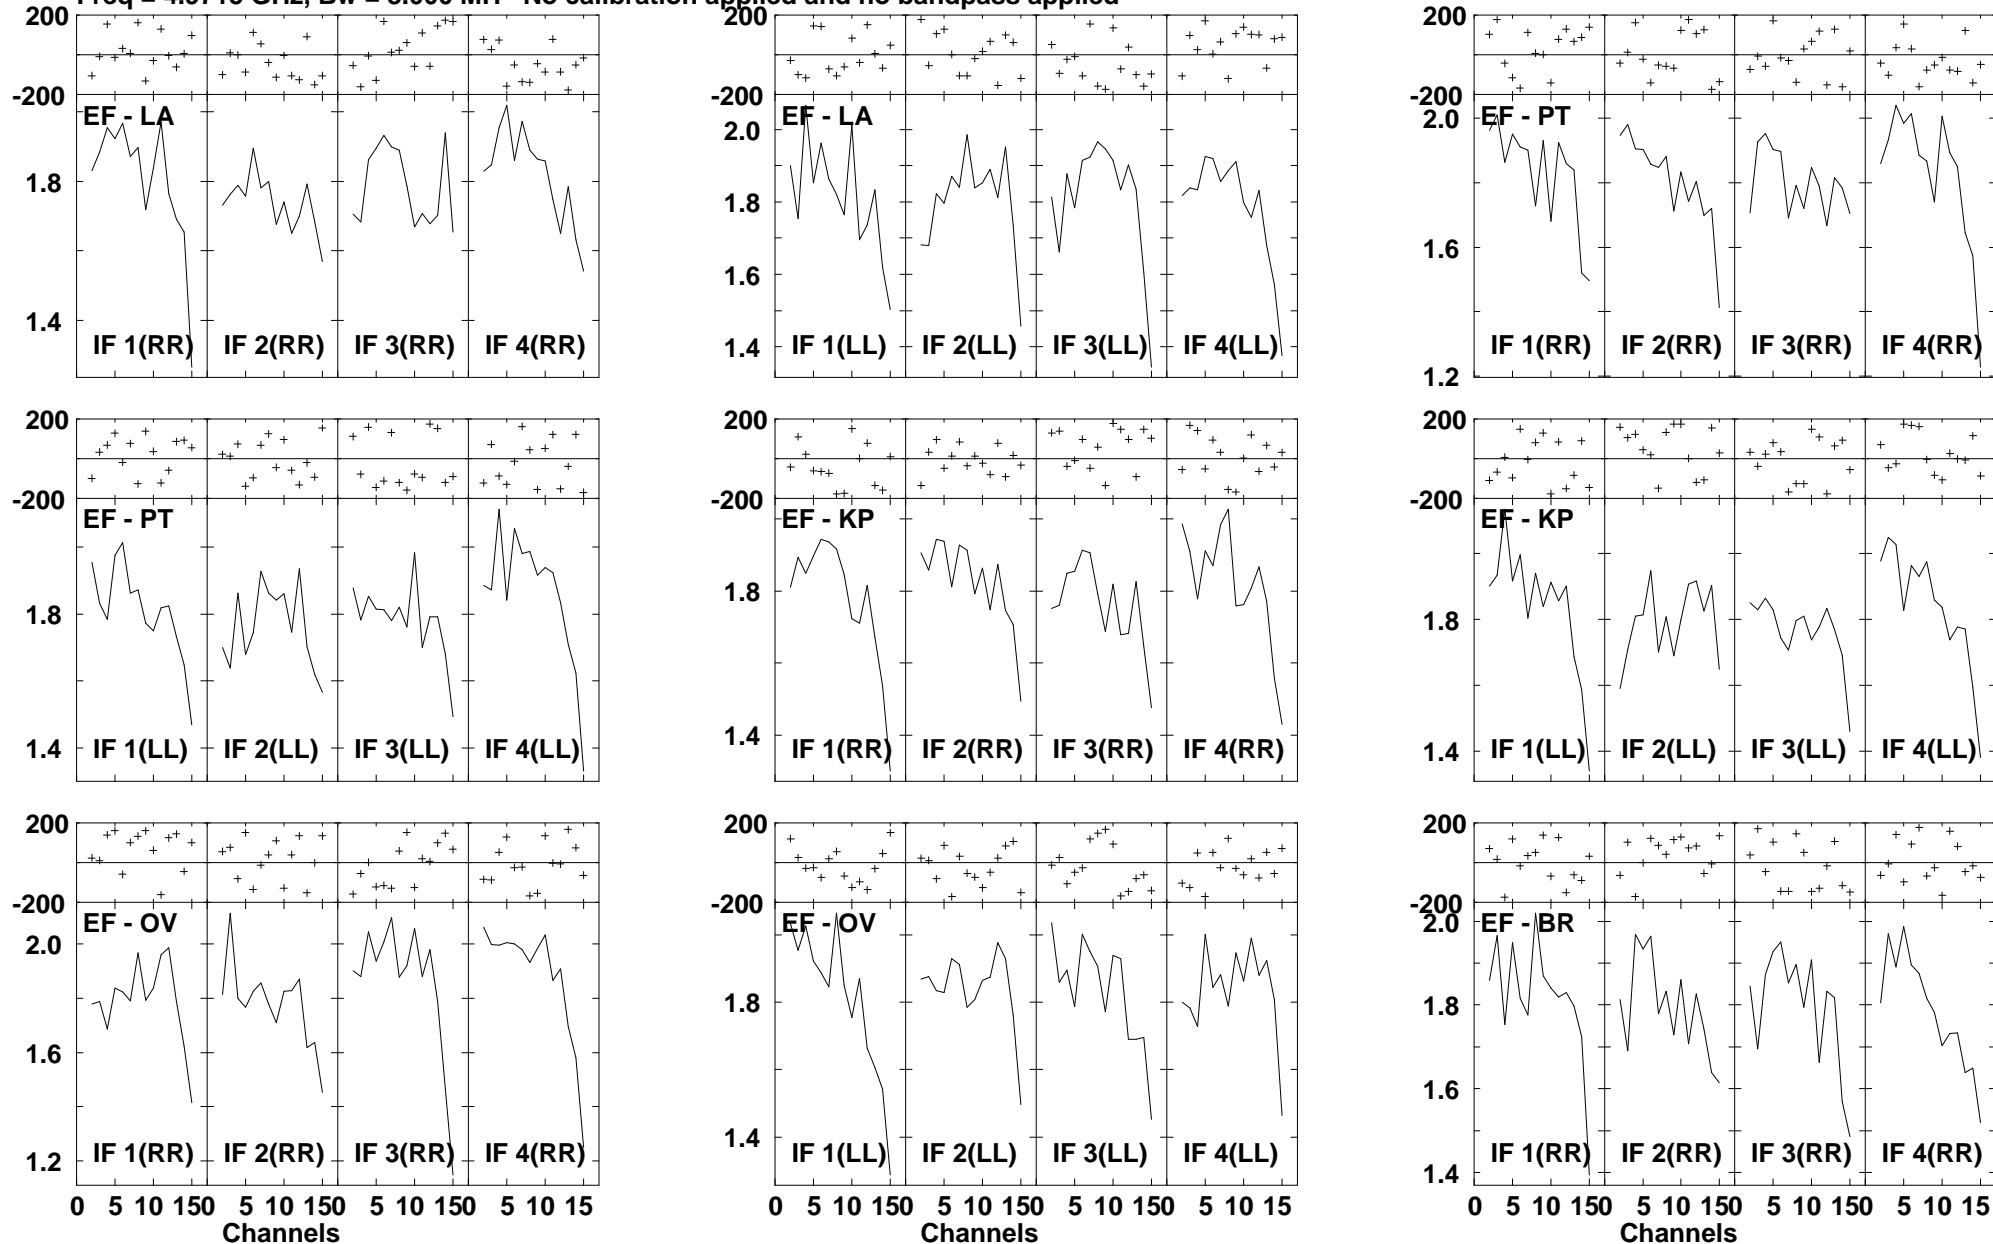 No calibration applied and no bandpass applied
200 200 200
-200 -200 -200
EF - LA EF - LA EF - PT
1.8 1.4
2.0 1.8 1.6 1.4
2.0 1.6 1.2
IF 1(RR) IF 2(RR) IF 3(RR) IF 4(RR) IF 1(LL) IF 2(LL) IF 3(LL) IF 4(LL) IF 1(RR) IF 2(RR) IF 3(RR) IF 4(RR)
200 200 200
-200 -200 -200
EF - PT EF - KP EF - KP
1.8 1.4
1.8 1.4
1.8 1.4
IF 1(LL) IF 2(LL) IF 3(LL) IF 4(LL) IF 1(RR) IF 2(RR) IF 3(RR) IF 4(RR) IF 1(LL) IF 2(LL) IF 3(LL) IF 4(LL)
200 200 200
-200 -200 -200
EF - OV EF - OV EF - BR
2.0 1.6 1.2
1.8 1.4
2.0 1.8 1.6 1.4
IF 1(RR) IF 2(RR) IF 3(RR) IF 4(RR) IF 1(LL) IF 2(LL) IF 3(LL) IF 4(LL) IF 1(RR) IF 2(RR) IF 3(RR) IF 4(RR)
0 5 10 150 5 10 150 5 10 150 5 10 15 0 5 10 150 5 10 150 5 10 150 5 10 15 0 5 10 150 5 10 150 5 10 150 5 10 15
Channels Channels